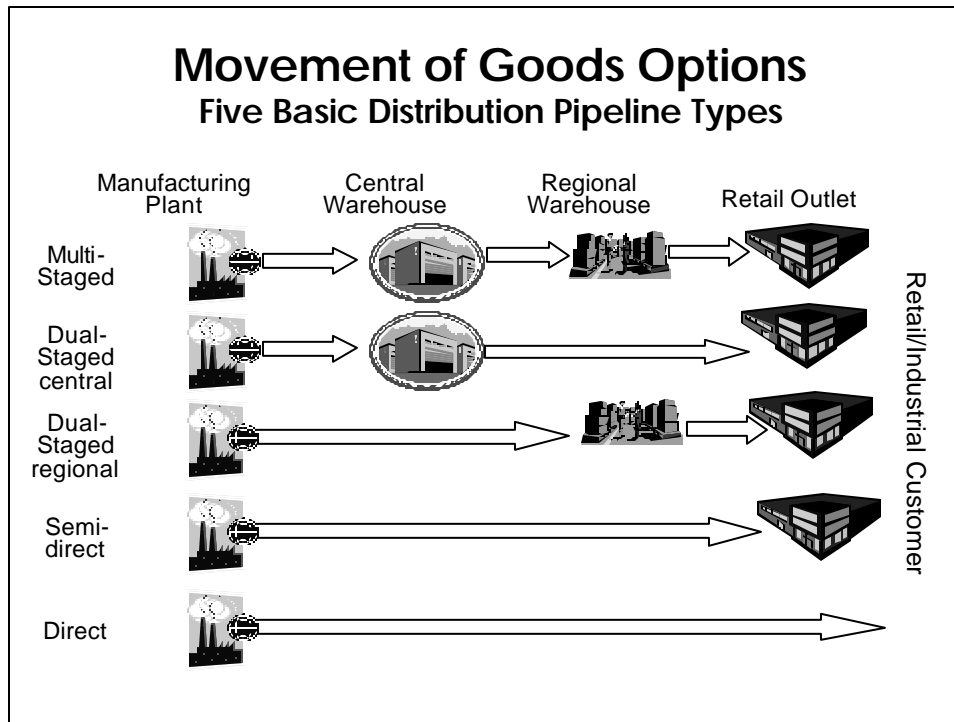 Movement of Goods Options
Five Basic Distribution Pipeline Types
Manufacturing
Plant
Central
Warehouse
Regional
Warehouse
Retail Outlet
Multi-
Staged
Dual-
Staged
central
Dual-
Staged
regional
Semi-
direct
Direct
Retail/Industrial Customer